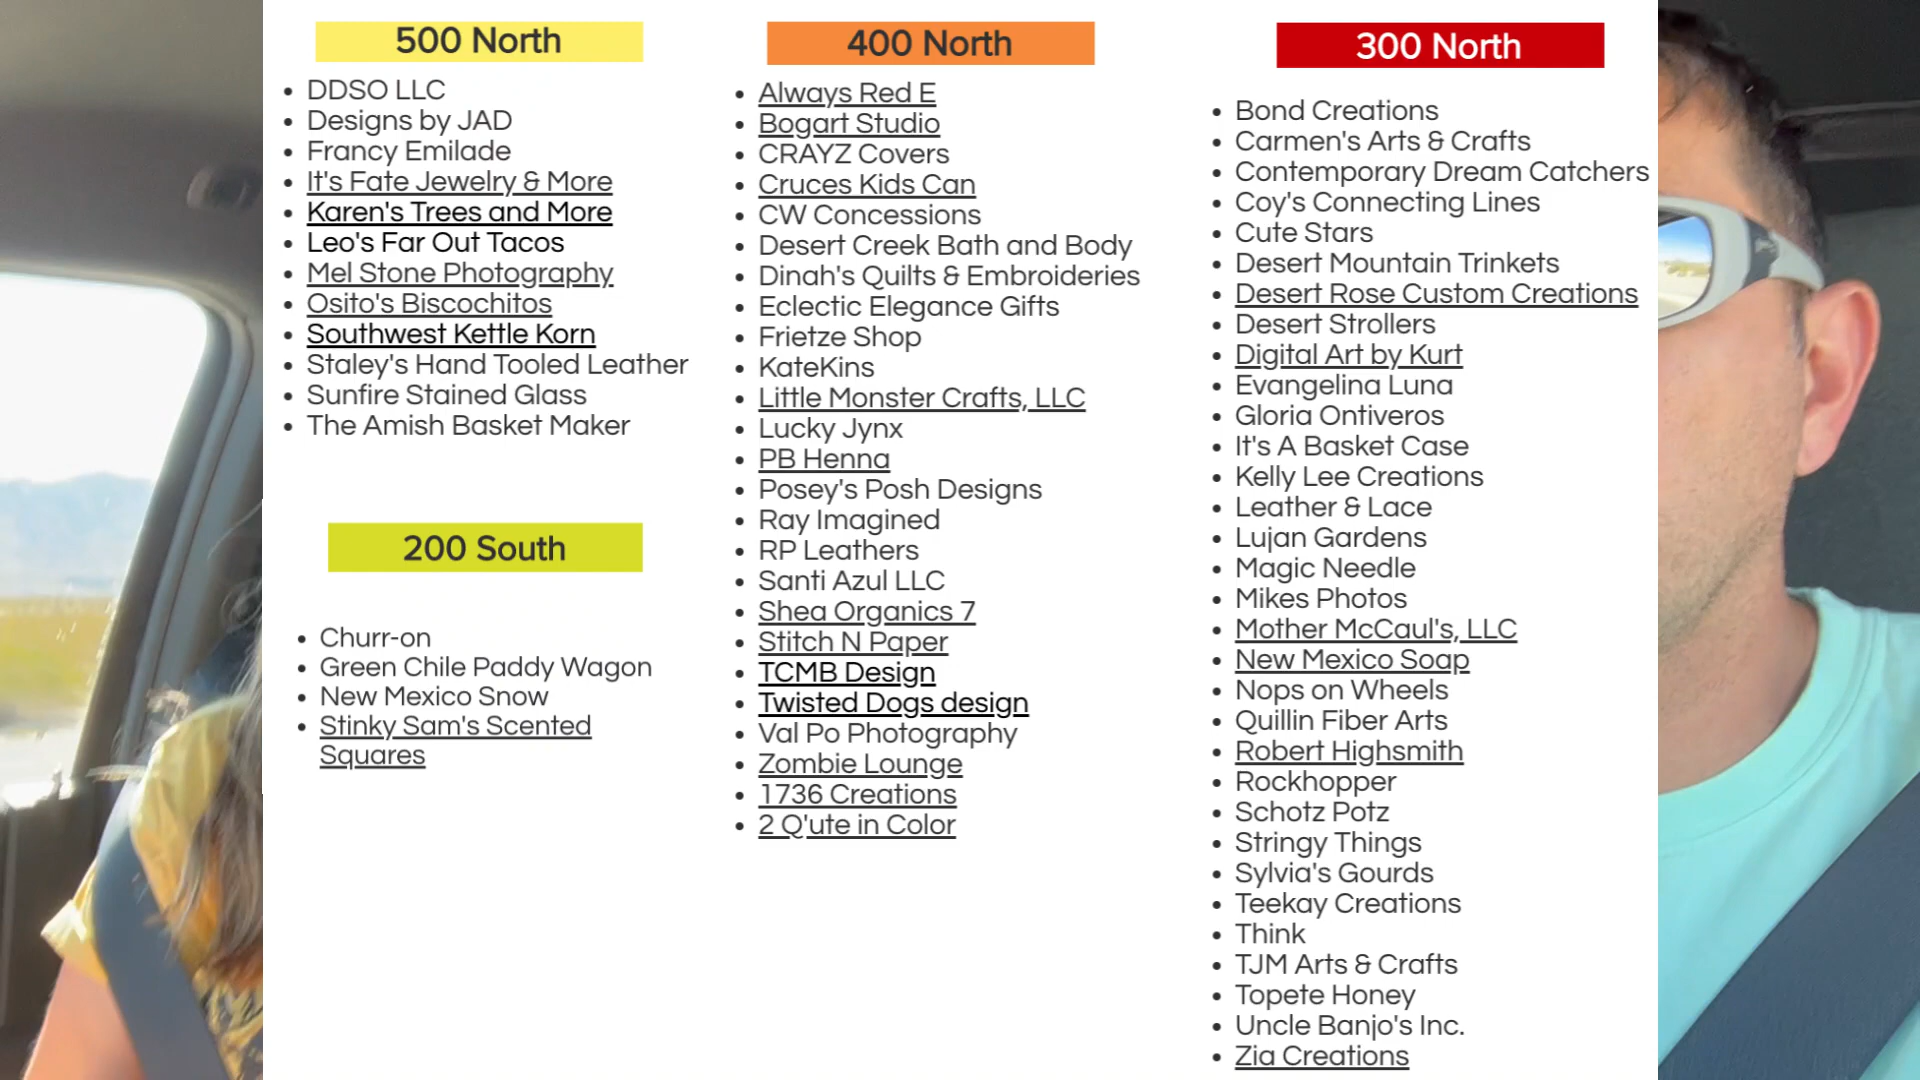 500 North
DDSO LLC
Designs by JAD
Francy Emilade
It's Fate Jewelry & More
Karen's Trees and More
Leo's Far Out Tacos
Mel Stone Photography
Osito's Biscochitos
Southwest Kettle Korn
Staley's Hand Tooled Leather
Sunfire Stained Glass
The Amish Basket Maker
200 South
Churr-on
Green Chile Paddy Wagon
New Mexico Snow
Stinky Sam's Scented
Squares
400 North
Always Red E
Bogart Studio
CRAYZ Covers
Cruces Kids Can
CW Concessions
Desert Creek Bath and Body
Dinah's Quilts & Embroideries
Eclectic Elegance Gifts
Frietze Shop
KateKins
Little Monster Crafts, LLC
Lucky Jynx
PB Henna
Posey's Posh Designs
Ray Imagined
RP Leathers
Santi Azul LLC
Shea Organics 7
Stitch N Paper
TCMB Design
Twisted Dogs design
Val Po Photography
Zombie Lounge
1736 Creations
2 Q'ute in Color
300 North
Bond Creations
Carmen's Arts & Crafts
Contemporary Dream Catchers
Coy's Connecting Lines
Cute Stars
Desert Mountain Trinkets
Desert Rose Custom Creations
Desert Strollers
Digital Art by Kurt
Evangelina Luna
Gloria Ontiveros
It's A Basket Case
Kelly Lee Creations
Leather & Lace
Lujan Gardens
Magic Needle
Mikes Photos
Mother McCaul's, LLC
New Mexico Soap
Nops on Wheels
Quillin Fiber Arts
Robert Highsmith
Rockhopper
Schotz Potz
Stringy Things
Sylvia's Gourds
Teekay Creations
Think
TJM Arts & Crafts
Topete Honey
Uncle Banjo's Inc.
Zia Creations